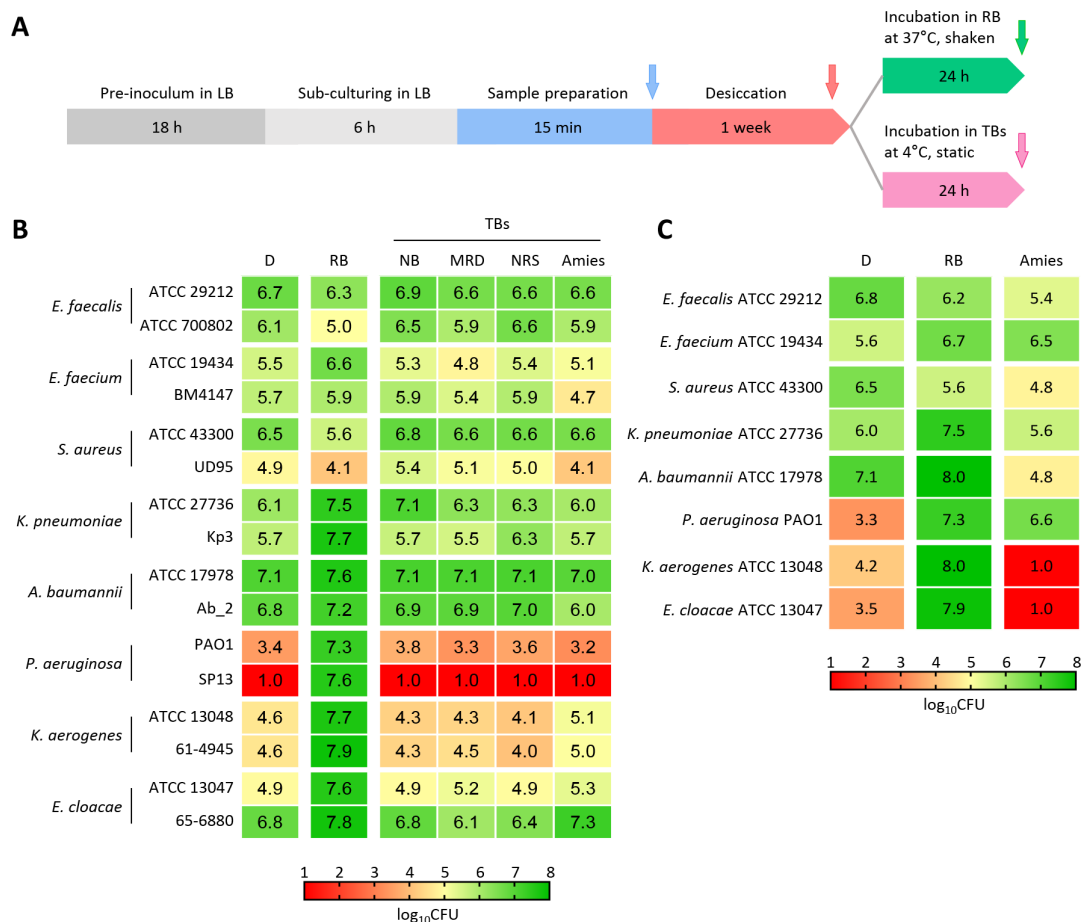 A
Incubation in RB
at 37°C, shaken
24 h
Pre-inoculum in LB
Sub-culturing in LB
Sample preparation
Desiccation
18 h
6 h
15 min
1 week
Incubation in TBs
at 4°C, static
24 h
B
TBs
D RB NB MRD NRS Amies
E. faecalis
ATCC 29212 6.7 6.3 6.9 6.6 6.6 6.6
ATCC 700802 6.1 5.0 6.5 5.9 6.6 5.9
E. faecium
ATCC 19434 5.5 6.6 5.3 4.8 5.4 5.1
BM4147 5.7 5.9 5.9 5.4 5.9 4.7
S. aureus
ATCC 43300 6.5 5.6 6.8 6.6 6.6 6.6
UD95 4.9 4.1 5.4 5.1 5.0 4.1
K. pneumoniae
ATCC 27736 6.1 7.5 7.1 6.3 6.3 6.0
Kp3 5.7 7.7 5.7 5.5 6.3 5.7
A. baumannii
ATCC 17978 7.1 7.6 7.1 7.1 7.1 7.0
Ab_2 6.8 7.2 6.9 6.9 7.0 6.0
P. aeruginosa
PAO1 3.4 7.3 3.8 3.3 3.6 3.2
SP13 1.0 7.6 1.0 1.0 1.0 1.0
K. aerogenes
ATCC 13048 4.6 7.7 4.3 4.3 4.1 5.1
61-4945 4.6 7.9 4.3 4.5 4.0 5.0
E. cloacae
ATCC 13047 4.9 7.6 4.9 5.2 4.9 5.3
65-6880 6.8 7.8 6.8 6.1 6.4 7.3
1 2 3 4 5 6 7 8
log₁₀CFU
C
D RB Amies
E. faecalis ATCC 29212 6.8 6.2 5.4
E. faecium ATCC 19434 5.6 6.7 6.5
S. aureus ATCC 43300 6.5 5.6 4.8
K. pneumoniae ATCC 27736 6.0 7.5 5.6
A. baumannii ATCC 17978 7.1 8.0 4.8
P. aeruginosa PAO1 3.3 7.3 6.6
K. aerogenes ATCC 13048 4.2 8.0 1.0
E. cloacae ATCC 13047 3.5 7.9 1.0
1 2 3 4 5 6 7 8
log₁₀CFU